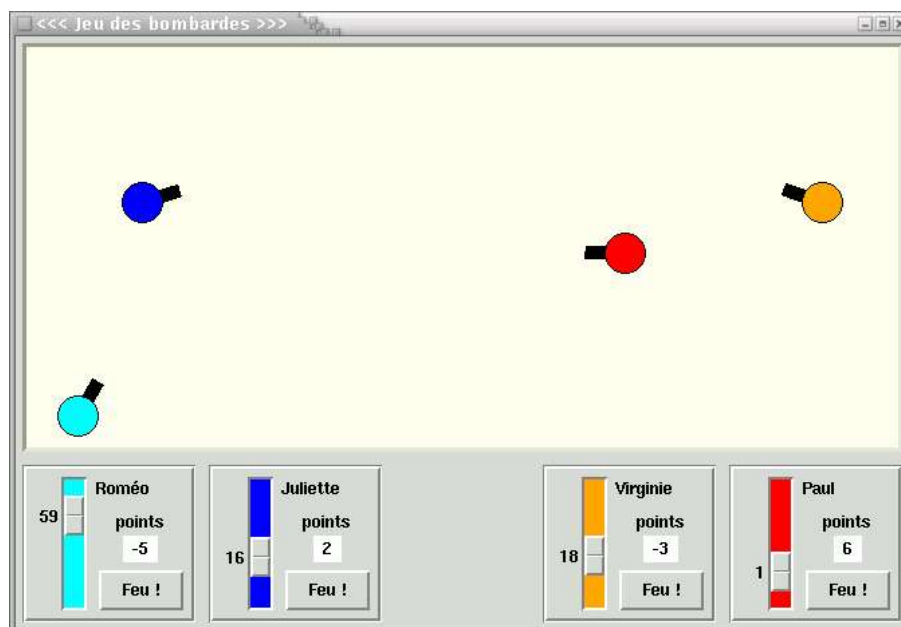 <<< Jeu des bombardes >>>
Roméo
59
points
-5
Feu !
Juliette
16
points
2
Feu !
Virginie
18
points
-3
Feu !
Paul
1
points
6
Feu !